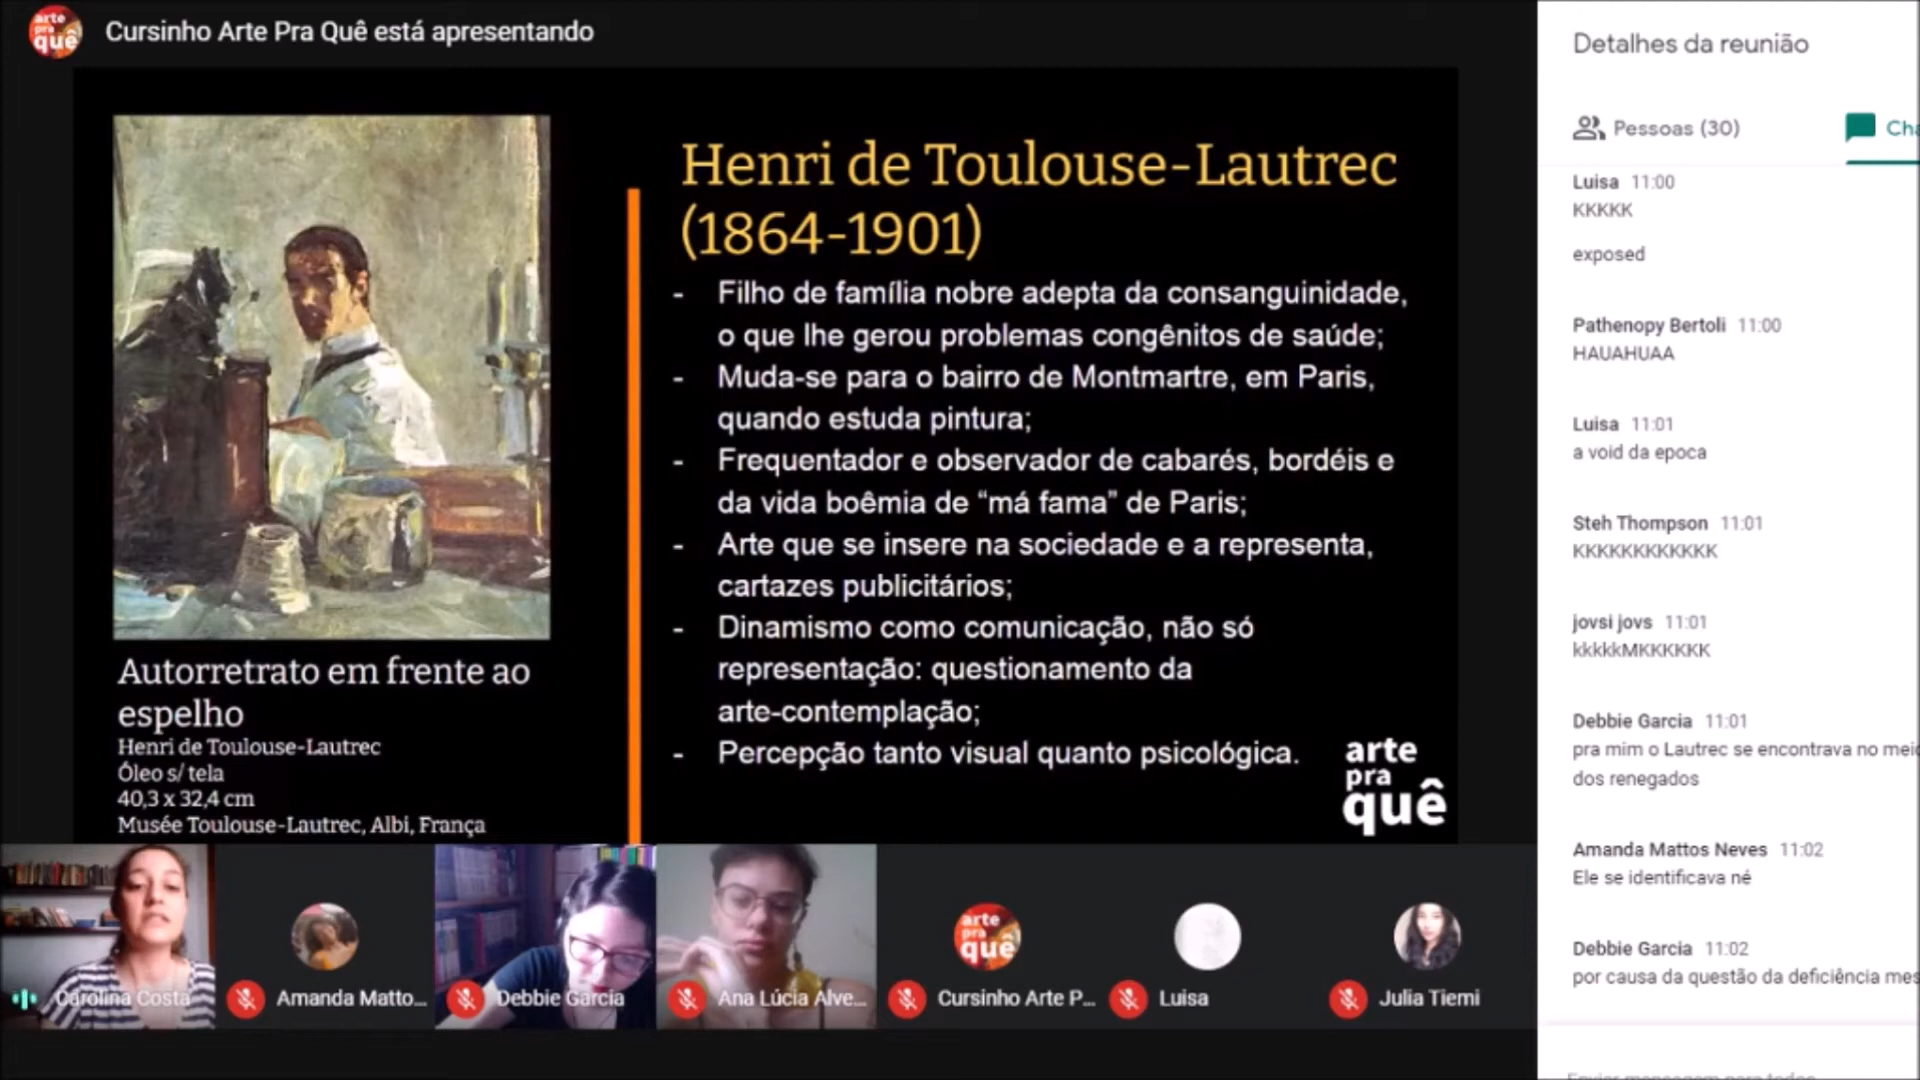 arte
pra
quê
Cursinho Arte Pra Quê está apresentando
Henri de Toulouse-Lautrec
(1864-1901)
- Filho de família nobre adepta da consanguinidade,
o que lhe gerou problemas congênitos de saúde;
- Muda-se para o bairro de Montmartre, em Paris,
quando estuda pintura;
- Frequentador e observador de cabarés, bordéis e
da vida boêmia de “má fama” de Paris;
- Arte que se insere na sociedade e a representa,
cartazes publicitários;
- Dinamismo como comunicação, não só
representação: questionamento da
arte-contemplação;
- Percepção tanto visual quanto psicológica.
Autorretrato em frente ao
espelho
Henri de Toulouse-Lautrec
Óleo s/ tela
40,3 x 32,4 cm
Musée Toulouse-Lautrec, Albi, França
arte
pra
quê
Carolina Costa
Amanda Matto...
Debbie Garcia
Ana Lúcia Alve...
arte
pra
quê
Cursinho Arte P...
Luisa
Julia Tiemi
Detalhes da reunião
Pessoas (30)
Cha
Luisa 11:00
KKKKK
exposed
Pathenopy Bertoli 11:00
HAUAHUAA
Luisa 11:01
a void da epoca
Steh Thompson 11:01
KKKKKKKKKKKK
jovsi jovs 11:01
kkkkkMKKKKKK
Debbie Garcia 11:01
pra mim o Lautrec se encontrava no meio
dos renegados
Amanda Mattos Neves 11:02
Ele se identificava né
Debbie Garcia 11:02
por causa da questão da deficiência mes